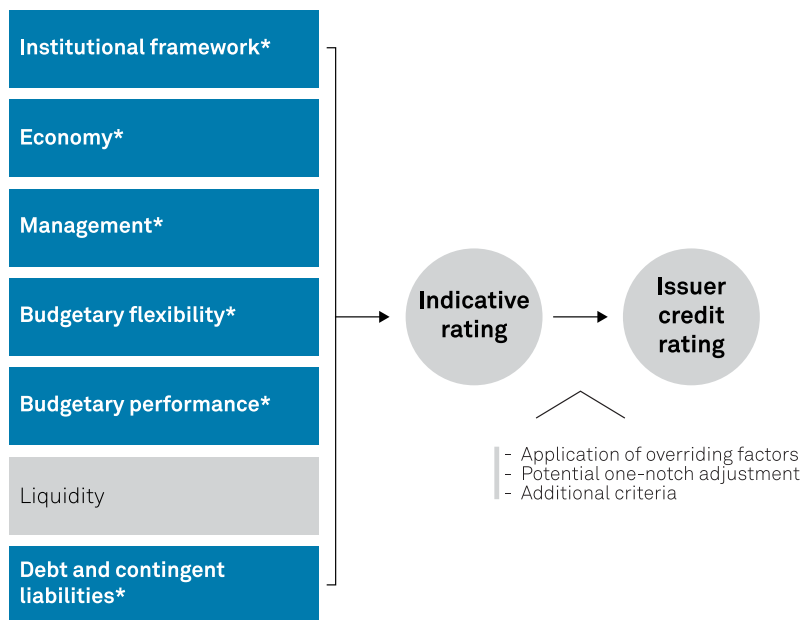 Institutional framework*
Economy*
Management*
Budgetary flexibility*
Budgetary performance*
Liquidity
Debt and contingent
liabilities*
Indicative
rating
Issuer
credit
rating
- Application of overriding factors
- Potential one-notch adjustment
- Additional criteria